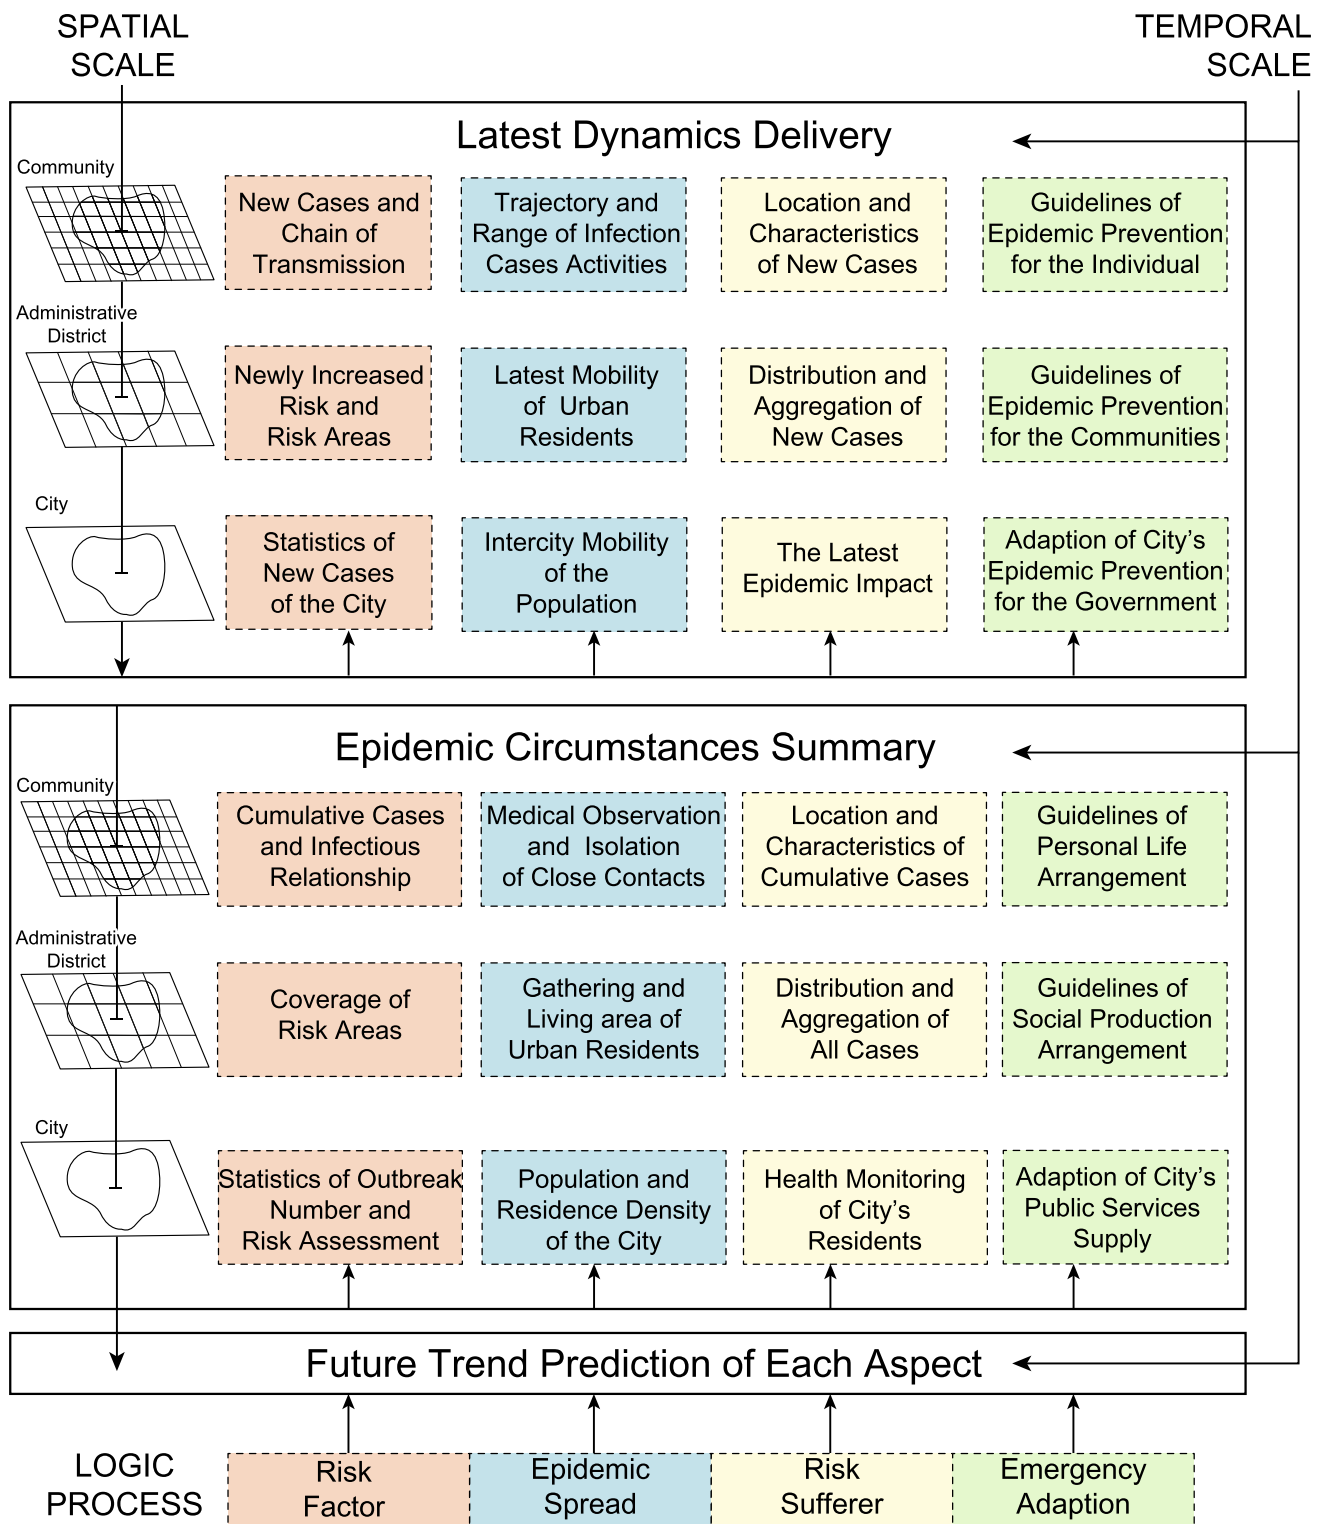 SPATIAL
SCALE
TEMPORAL
SCALE
Latest Dynamics Delivery
Community
New Cases and
Chain of
Transmission
Trajectory and
Range of Infection
Cases Activities
Location and
Characteristics
of New Cases
Guidelines of
Epidemic Prevention
for the Individual
Administrative
District
Newly Increased
Risk and
Risk Areas
Latest Mobility
of Urban
Residents
Distribution and
Aggregation of
New Cases
Guidelines of
Epidemic Prevention
for the Communities
City
Statistics of
New Cases
of the City
Intercity Mobility
of the
Population
The Latest
Epidemic Impact
Adaption of City’s
Epidemic Prevention
for the Government
Epidemic Circumstances Summary
Community
Cumulative Cases
and Infectious
Relationship
Medical Observation
and Isolation
of Close Contacts
Location and
Characteristics of
Cumulative Cases
Guidelines of
Personal Life
Arrangement
Administrative
District
Coverage of
Risk Areas
Gathering and
Living area of
Urban Residents
Distribution and
Aggregation of
All Cases
Guidelines of
Social Production
Arrangement
City
Statistics of Outbreak
Number and
Risk Assessment
Population and
Residence Density
of the City
Health Monitoring
of City’s
Residents
Adaption of City’s
Public Services
Supply
Future Trend Prediction of Each Aspect
LOGIC
PROCESS
Risk
Factor
Epidemic
Spread
Risk
Sufferer
Emergency
Adaption